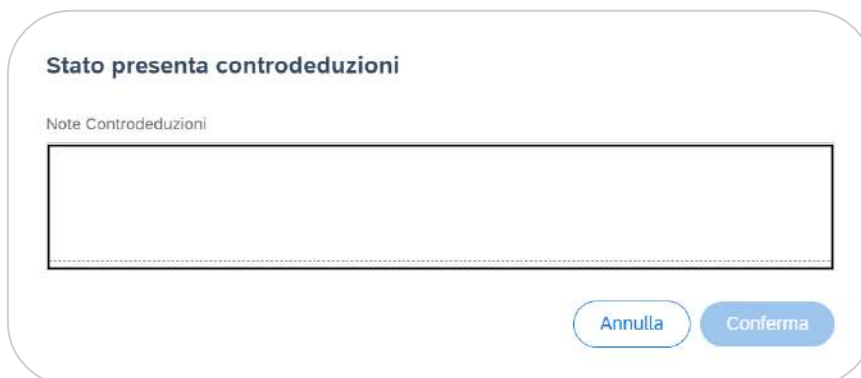 Stato presenta controdeduzioni
Note Controdeduzioni
Annulla
Conferma